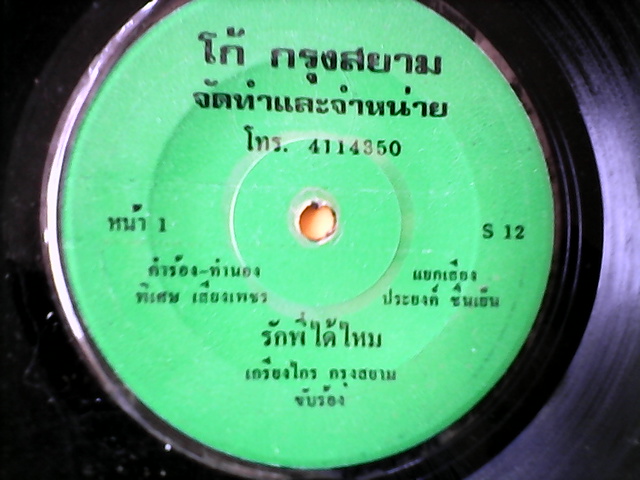 โก้ กรุงสยาม
จัดทำและจำหน่าย
โทร. 4114350
หน้า 1
S 12
คำร้อง-ทำนอง
พิเศษ เสียงเพชร
แยกเสียง
ประยงค์ ชื่นเย็น
รักพี่ได้ไหม
เกรียงไกร กรุงสยาม
ขับร้อง